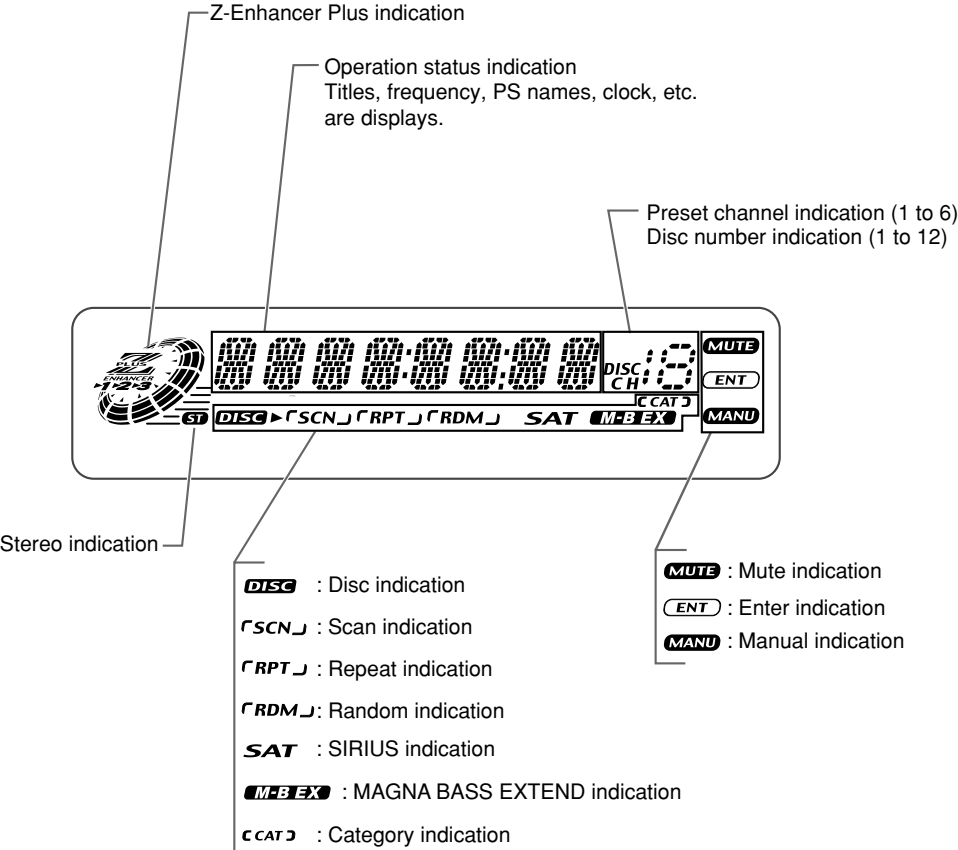 Z-Enhancer Plus indication
Operation status indication
Titles, frequency, PS names, clock, etc.
are displays.
Preset channel indication (1 to 6)
Disc number indication (1 to 12)
Z
PLUS
ENHANCER
1 2 3
DISC
CH
18
MUTE
ENT
MANU
CAT
ST
DISC SCN RPT RDM SAT M-B EX
Stereo indication
DISC : Disc indication
SCN : Scan indication
RPT : Repeat indication
RDM : Random indication
SAT : SIRIUS indication
M-B EX : MAGNA BASS EXTEND indication
CAT : Category indication
MUTE : Mute indication
ENT : Enter indication
MANU : Manual indication